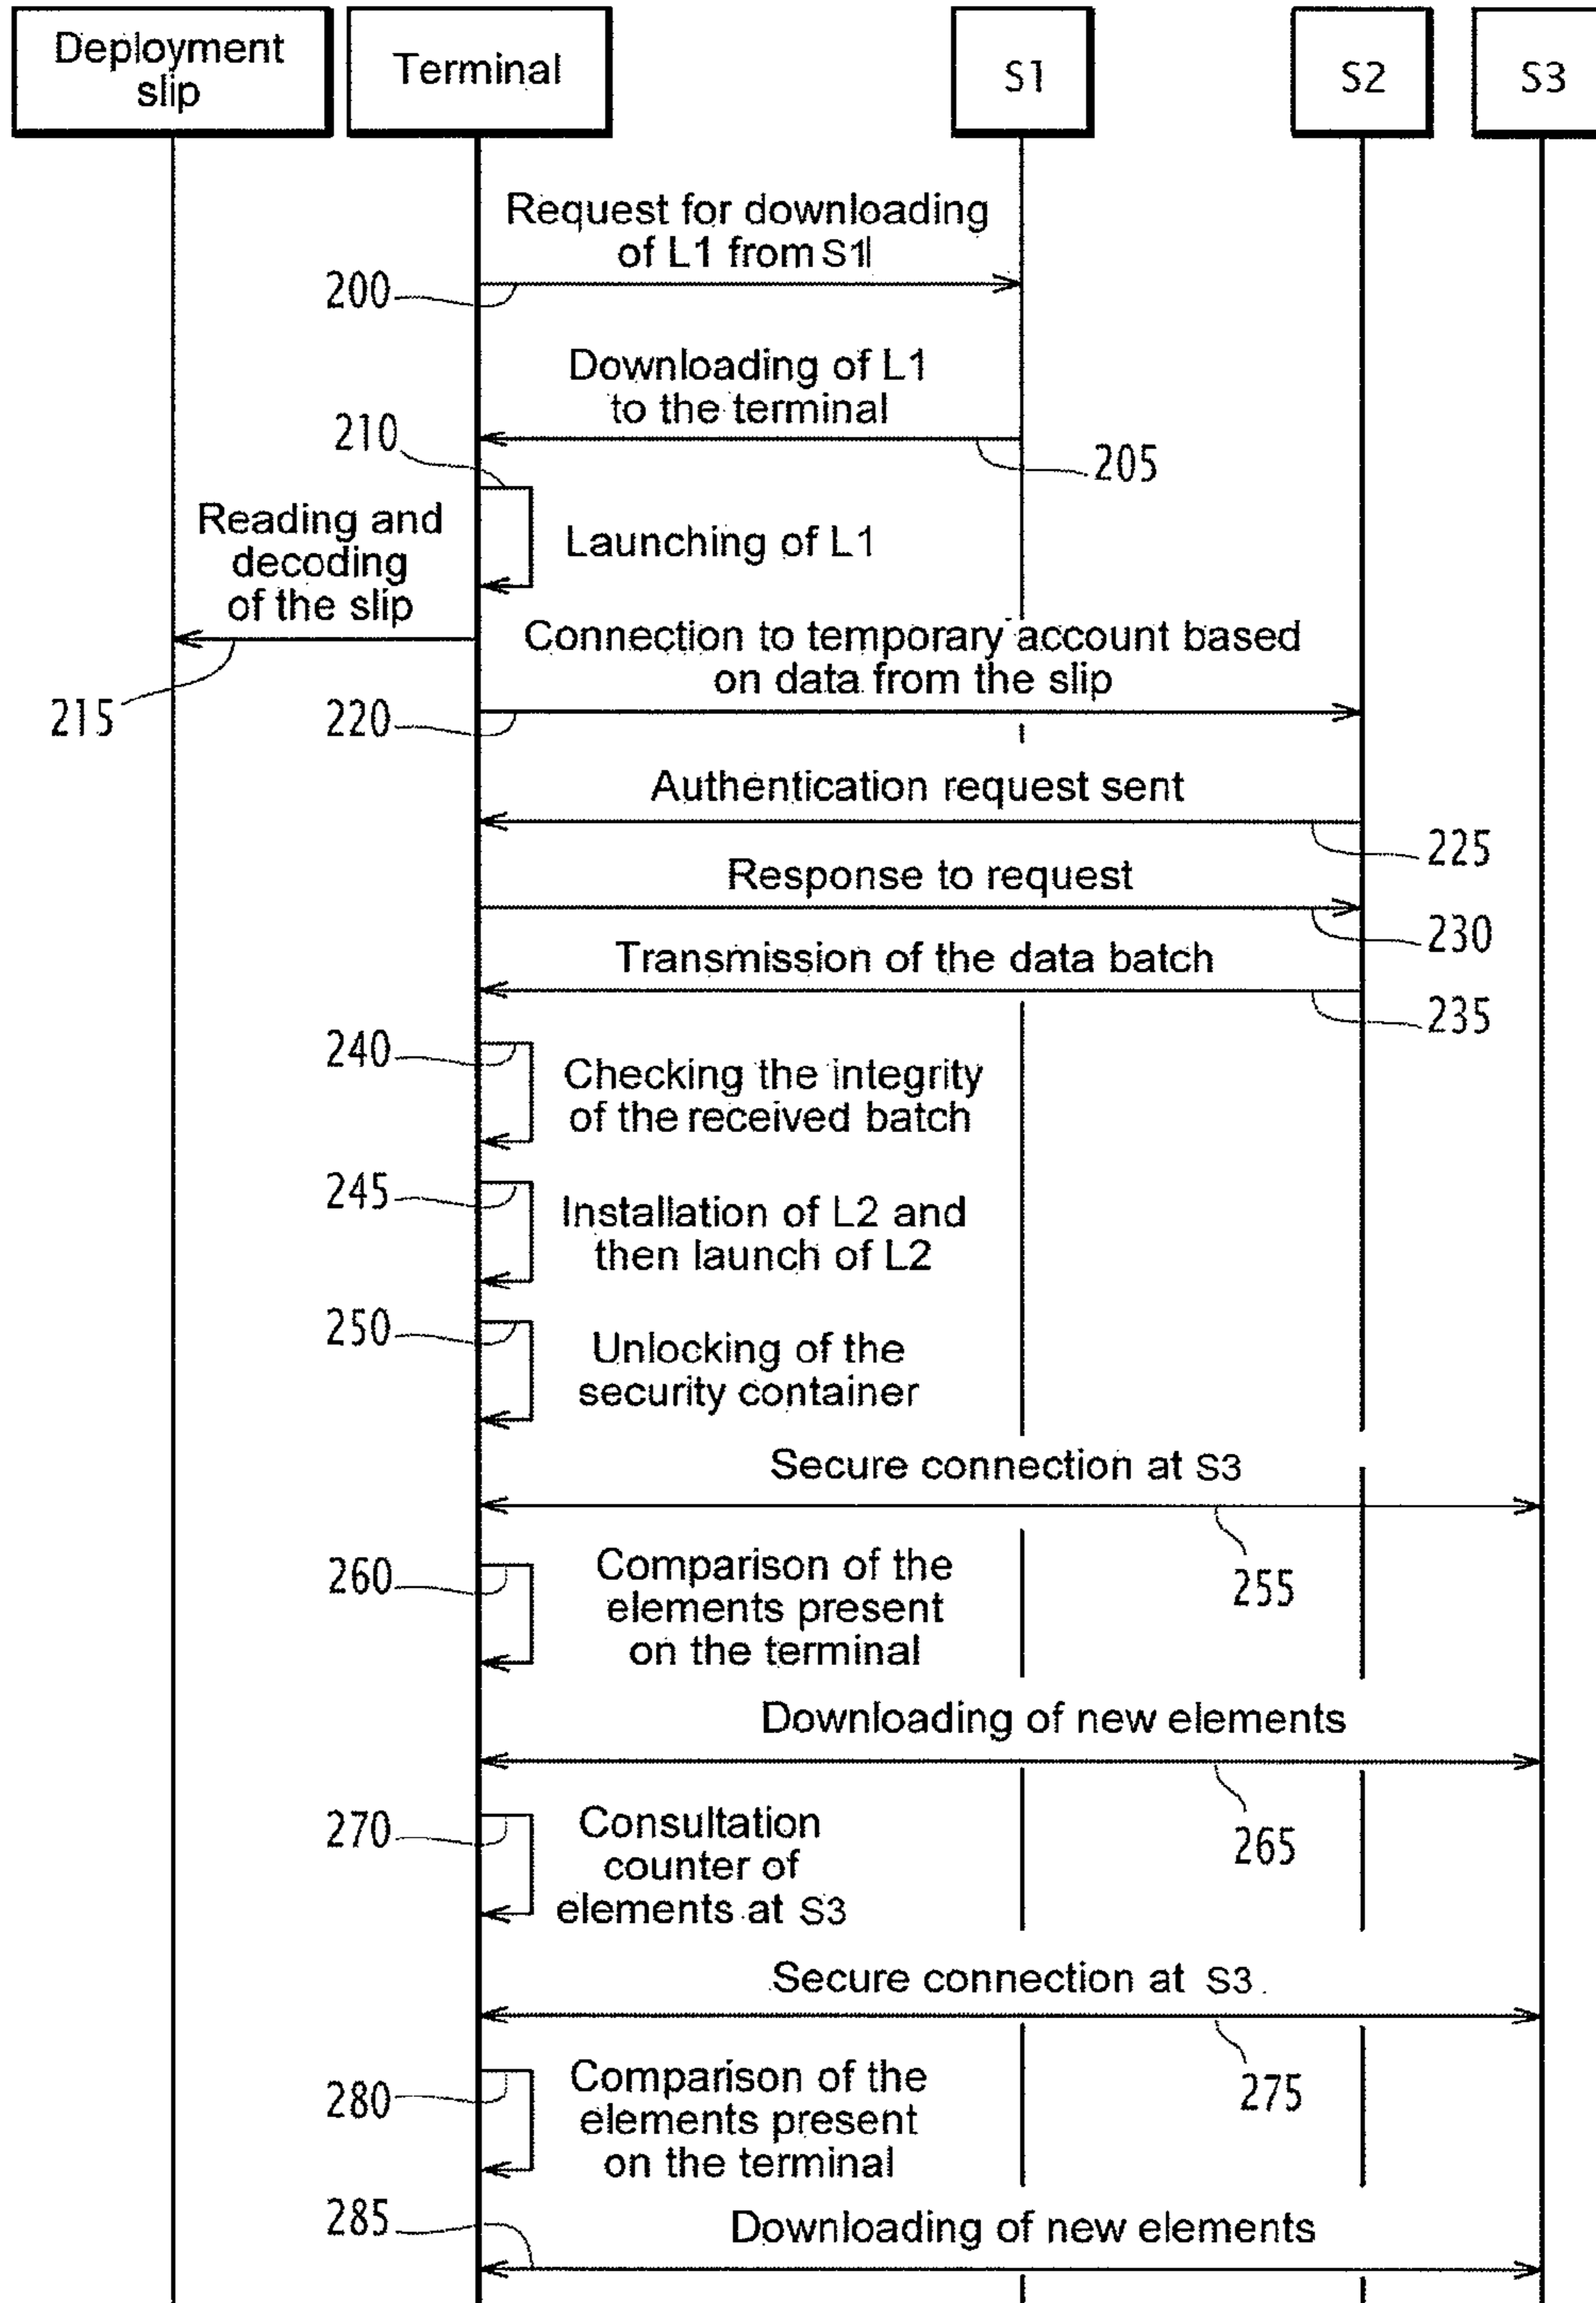 Deployment
slip
Terminal
S1
S2
S3
Request for downloading
of L1 from S1
200
Downloading of L1
to the terminal
210
205
Reading and
decoding
of the slip
Launching of L1
215
Connection to temporary account based
on data from the slip
220
Authentication request sent
225
Response to request
230
Transmission of the data batch
235
240
Checking the integrity
of the received batch
245
Installation of L2 and
then launch of L2
250
Unlocking of the
security container
Secure connection at S3
255
260
Comparison of the
elements present
on the terminal
Downloading of new elements
265
270
Consultation
counter of
elements at S3
Secure connection at S3
275
280
Comparison of the
elements present
on the terminal
285
Downloading of new elements